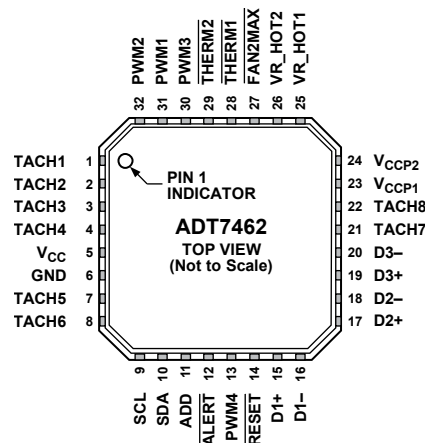 PWM2
PWM1
PWM3
THERM2
THERM1
FAN2MAX
VR_HOT2
VR_HOT1
32
31
30
29
28
27
26
25
TACH1 1
TACH2 2
TACH3 3
TACH4 4
VCC 5
GND 6
TACH5 7
TACH6 8
PIN 1
INDICATOR
ADT7462
TOP VIEW
(Not to Scale)
24 VCCP2
23 VCCP1
22 TACH8
21 TACH7
20 D3–
19 D3+
18 D2–
17 D2+
9
10
11
12
13
14
15
16
SCL
SDA
ADD
ALERT
PWM4
RESET
D1+
D1–